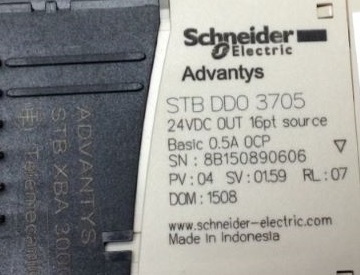 Schneider
Electric
Advantys
STB DDO 3705
24VDC OUT 16pt source
Basic 0.5A OCP
SN : 8B150890606
PV : 04 SV : 01.59 RL : 07
DOM : 1508
www.schneider-electric.com
Made in Indonesia
ADVANTYS
STB XBA 3000